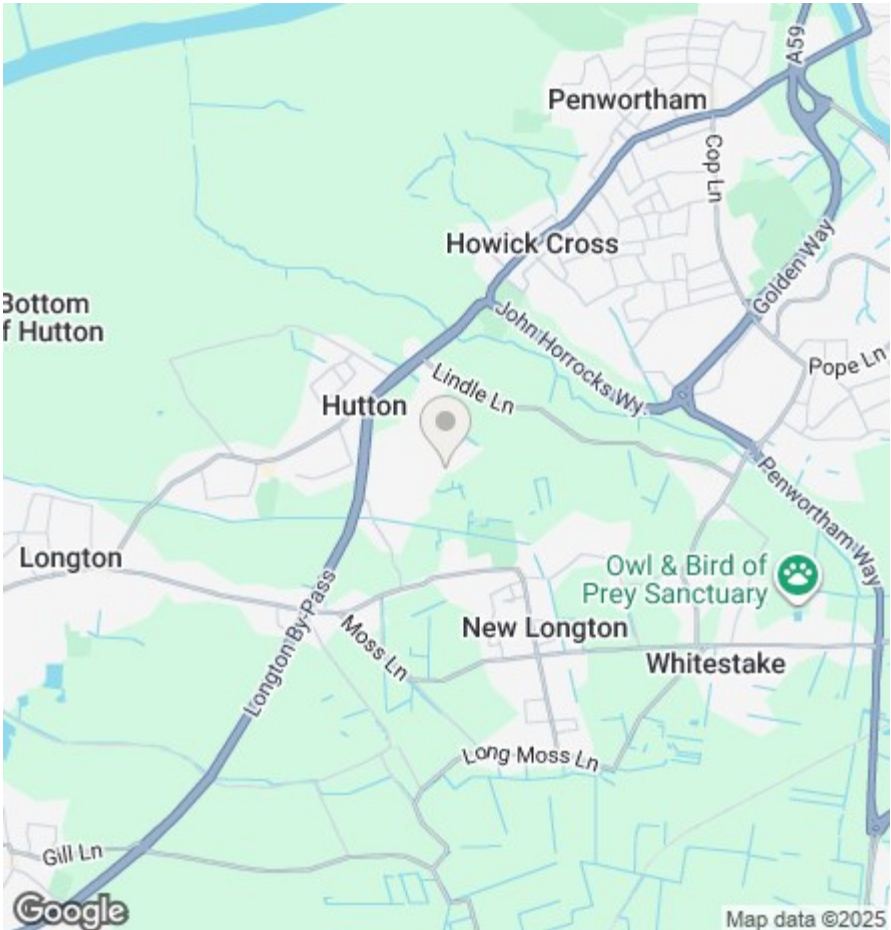 A59
Penwortham
Cop Ln
Howick Cross
Golden Way
Bottom
f Hutton
John Horrocks Wy.
Pope Ln
Lindle Ln
Hutton
Penwortham Way
Longton
Owl & Bird of
Prey Sanctuary
Longton By-Pass
Moss Ln
New Longton
Whitestake
Long Moss Ln
Gill Ln
Google
Map data ©2025